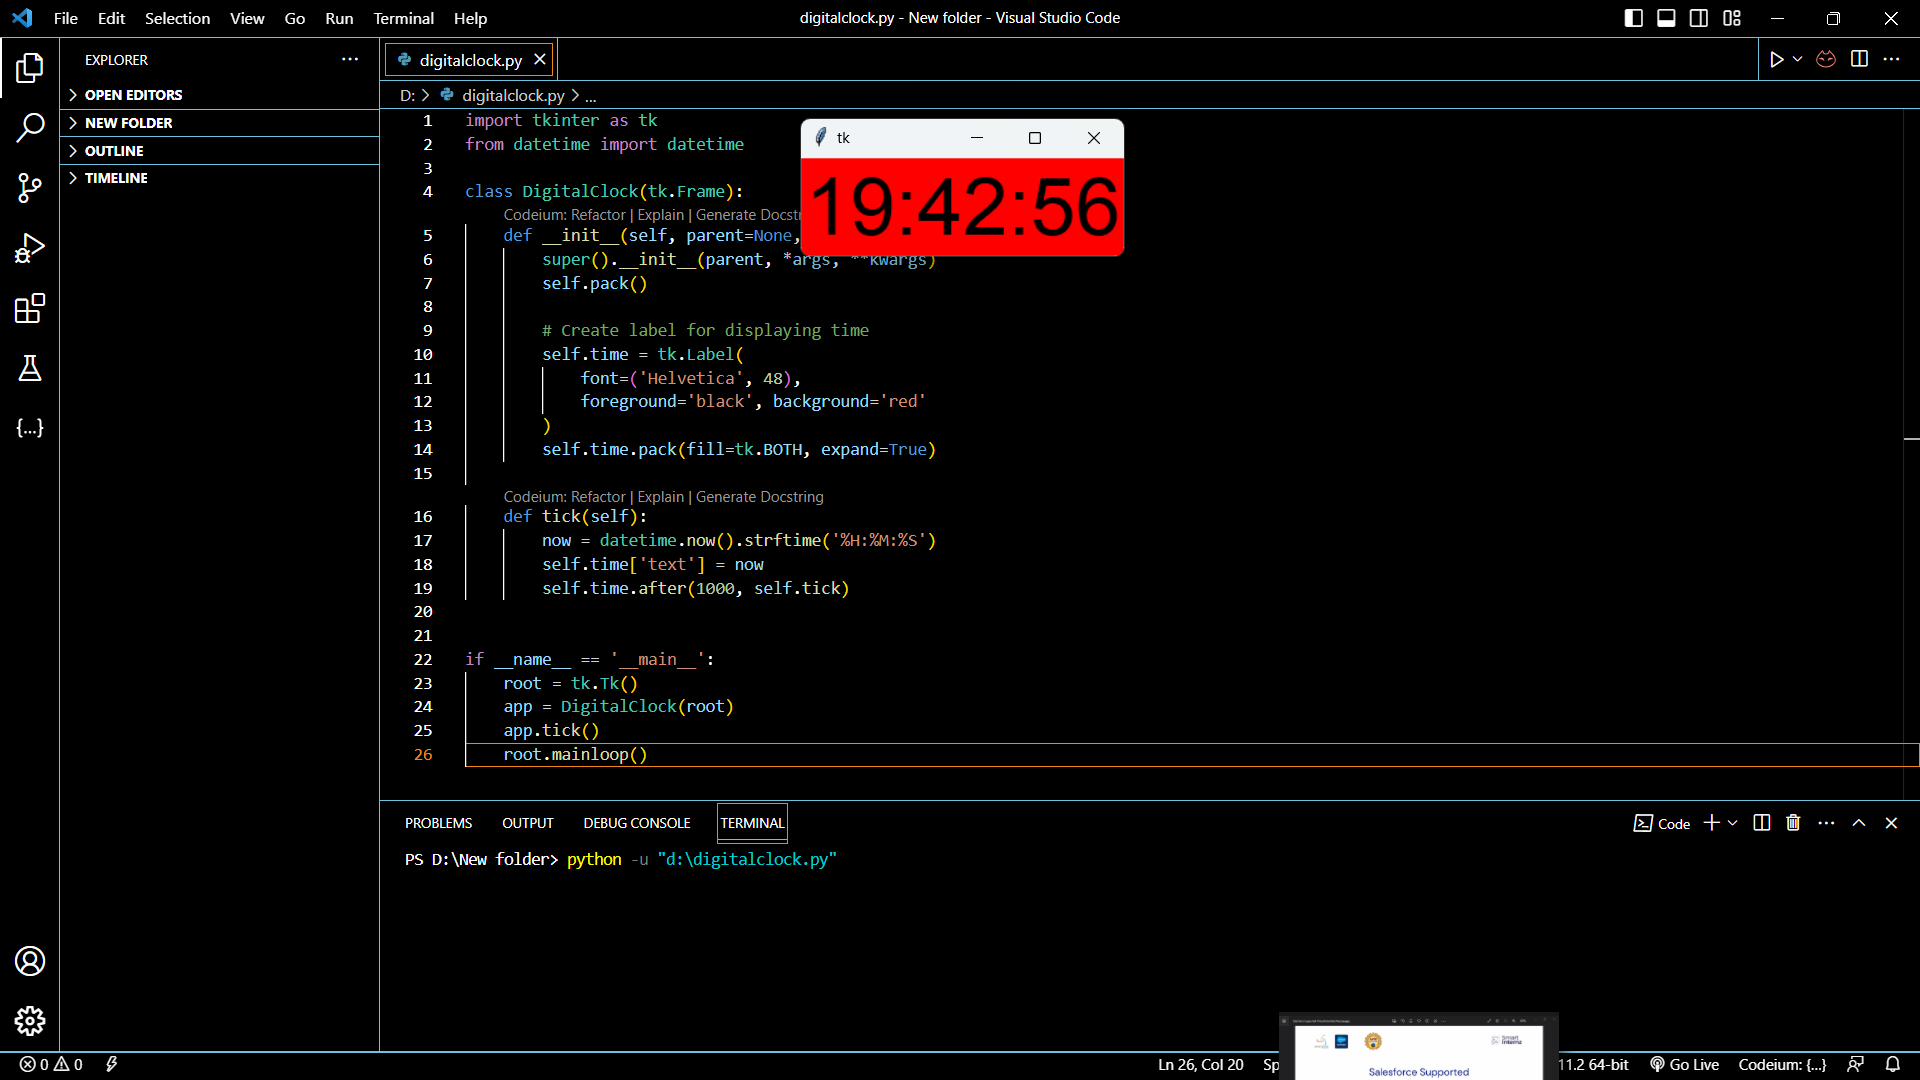 File Edit Selection View Go Run Terminal Help
digitalclock.py - New folder - Visual Studio Code
EXPLORER
OPEN EDITORS
NEW FOLDER
OUTLINE
TIMELINE
digitalclock.py
D: > digitalclock.py > ...
1 import tkinter as tk
2 from datetime import datetime
3
4 class DigitalClock(tk.Frame):
Codeium: Refactor | Explain | Generate Docstr
5 def __init__(self, parent=None,
6 super().__init__(parent, *args, **kwargs)
7 self.pack()
8
9 # Create label for displaying time
10 self.time = tk.Label(
11 font=('Helvetica', 48),
12 foreground='black', background='red'
13 )
14 self.time.pack(fill=tk.BOTH, expand=True)
15
Codeium: Refactor | Explain | Generate Docstring
16 def tick(self):
17 now = datetime.now().strftime('%H:%M:%S')
18 self.time['text'] = now
19 self.time.after(1000, self.tick)
20
21
22 if __name__ == '__main__':
23 root = tk.Tk()
24 app = DigitalClock(root)
25 app.tick()
26 root.mainloop()
tk
19:42:56
PROBLEMS OUTPUT DEBUG CONSOLE TERMINAL
Code
PS D:\New folder> python -u "d:\digitalclock.py"
Smart
Internz
Salesforce Supported
0 0
Ln 26, Col 20 Sp
11.2 64-bit Go Live Codeium: {...}